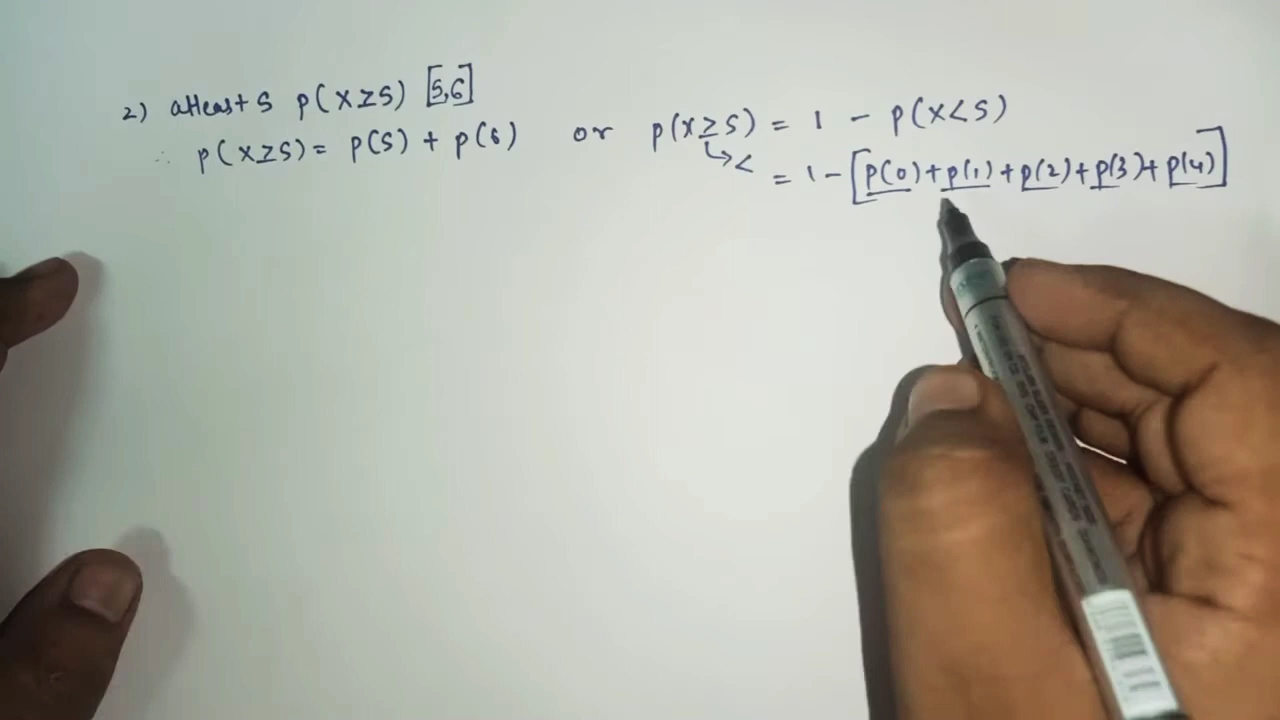 2) atleast 5 p(x≥5) [5,6]
∴ p(x≥5) = p(5) + p(6) or p(x≥5) = 1 - p(x<5)
↳<
= 1 - [p(0)+p(1)+p(2)+p(3)+p(4)]